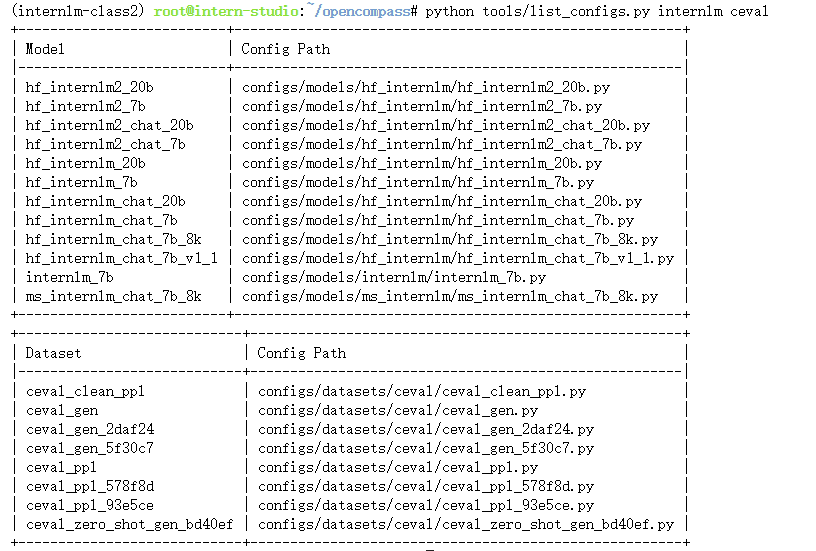 (internlm-class2) root@intern-studio:~/opencompass# python tools/list_configs.py internlm ceval
+------------------------+--------------------------------------------------------+
| Model                  | Config Path                                            |
|------------------------+--------------------------------------------------------|
| hf_internlm2_20b       | configs/models/hf_internlm/hf_internlm2_20b.py         |
| hf_internlm2_7b        | configs/models/hf_internlm/hf_internlm2_7b.py          |
| hf_internlm2_chat_20b  | configs/models/hf_internlm/hf_internlm2_chat_20b.py    |
| hf_internlm2_chat_7b   | configs/models/hf_internlm/hf_internlm2_chat_7b.py     |
| hf_internlm_20b        | configs/models/hf_internlm/hf_internlm_20b.py          |
| hf_internlm_7b         | configs/models/hf_internlm/hf_internlm_7b.py           |
| hf_internlm_chat_20b   | configs/models/hf_internlm/hf_internlm_chat_20b.py     |
| hf_internlm_chat_7b    | configs/models/hf_internlm/hf_internlm_chat_7b.py      |
| hf_internlm_chat_7b_8k | configs/models/hf_internlm/hf_internlm_chat_7b_8k.py   |
| hf_internlm_chat_7b_v1_1 | configs/models/hf_internlm/hf_internlm_chat_7b_v1_1.py |
| internlm_7b            | configs/models/internlm/internlm_7b.py                 |
| ms_internlm_chat_7b_8k | configs/models/ms_internlm/ms_internlm_chat_7b_8k.py   |
+------------------------+--------------------------------------------------------+
+--------------------------+------------------------------------------------------+
| Dataset                  | Config Path                                          |
|--------------------------+------------------------------------------------------|
| ceval_clean_ppl          | configs/datasets/ceval/ceval_clean_ppl.py            |
| ceval_gen                | configs/datasets/ceval/ceval_gen.py                  |
| ceval_gen_2daf24         | configs/datasets/ceval/ceval_gen_2daf24.py           |
| ceval_gen_5f30c7         | configs/datasets/ceval/ceval_gen_5f30c7.py           |
| ceval_ppl                | configs/datasets/ceval/ceval_ppl.py                  |
| ceval_ppl_578f8d         | configs/datasets/ceval/ceval_ppl_578f8d.py           |
| ceval_ppl_93e5ce         | configs/datasets/ceval/ceval_ppl_93e5ce.py           |
| ceval_zero_shot_gen_bd40ef | configs/datasets/ceval/ceval_zero_shot_gen_bd40ef.py |
+--------------------------+------------------------------------------------------+